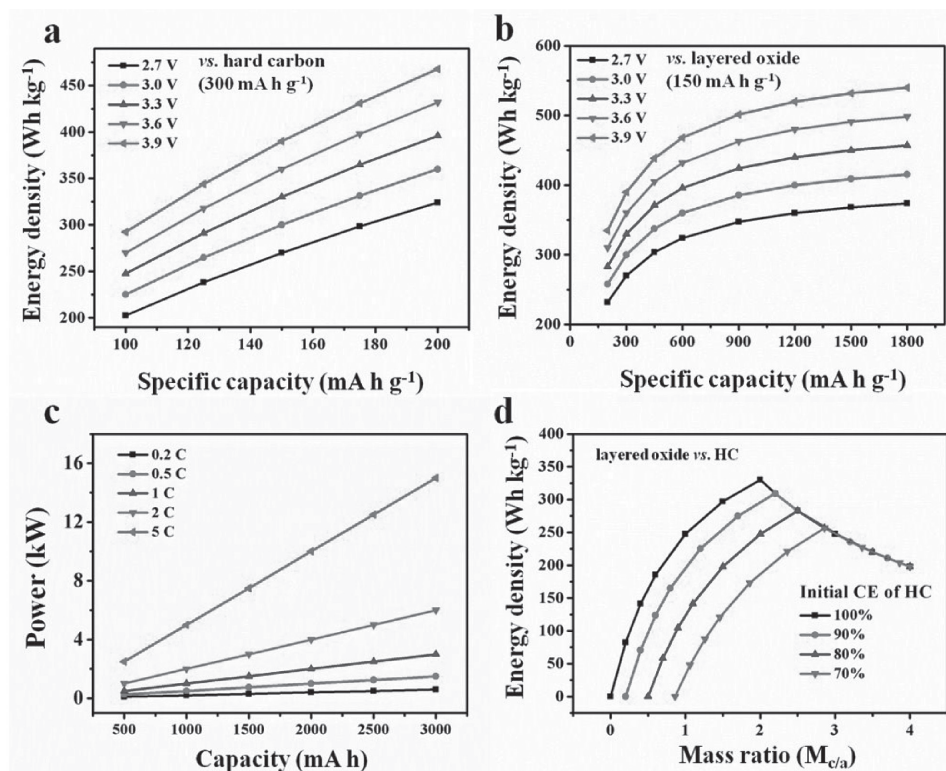 a
Energy density (Wh kg⁻¹)
450
400
350
300
250
200
2.7 V
3.0 V
3.3 V
3.6 V
3.9 V
vs. hard carbon
(300 mA h g⁻¹)
100 120 140 160 180 200
Specific capacity (mA h g⁻¹)
b
Energy density (Wh kg⁻¹)
600
500
400
300
200
2.7 V
3.0 V
3.3 V
3.6 V
3.9 V
vs. layered oxide
(150 mA h g⁻¹)
0 300 600 900 1200 1500 1800
Specific capacity (mA h g⁻¹)
c
Power (kW)
16
12
8
4
0
0.2 C
0.5 C
1 C
2 C
5 C
500 1000 1500 2000 2500 3000
Capacity (mA h)
d
Energy density (Wh kg⁻¹)
400
350
300
250
200
150
100
50
0
layered oxide vs. HC
Initial CE of HC
100%
90%
80%
70%
0 1 2 3 4
Mass ratio (M_c/a)